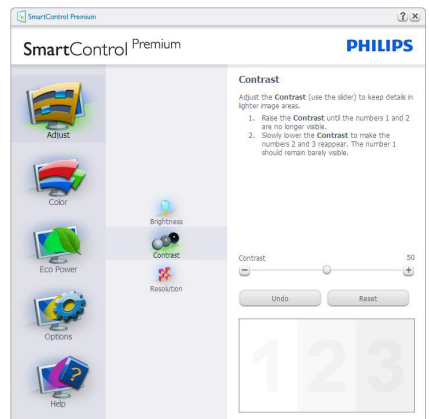 SmartControl Premium
SmartControl Premium
PHILIPS
Adjust
Color
Eco Power
Options
Help
Brightness
Contrast
Resolution
Contrast
Adjust the Contrast (use the slider) to keep details in
lighter image areas.
1. Raise the Contrast until the numbers 1 and 2
are no longer visible.
2. Slowly lower the Contrast to make the
numbers 2 and 3 reappear. The number 1
should remain barely visible.
Contrast 50
Undo Reset
1 2 3